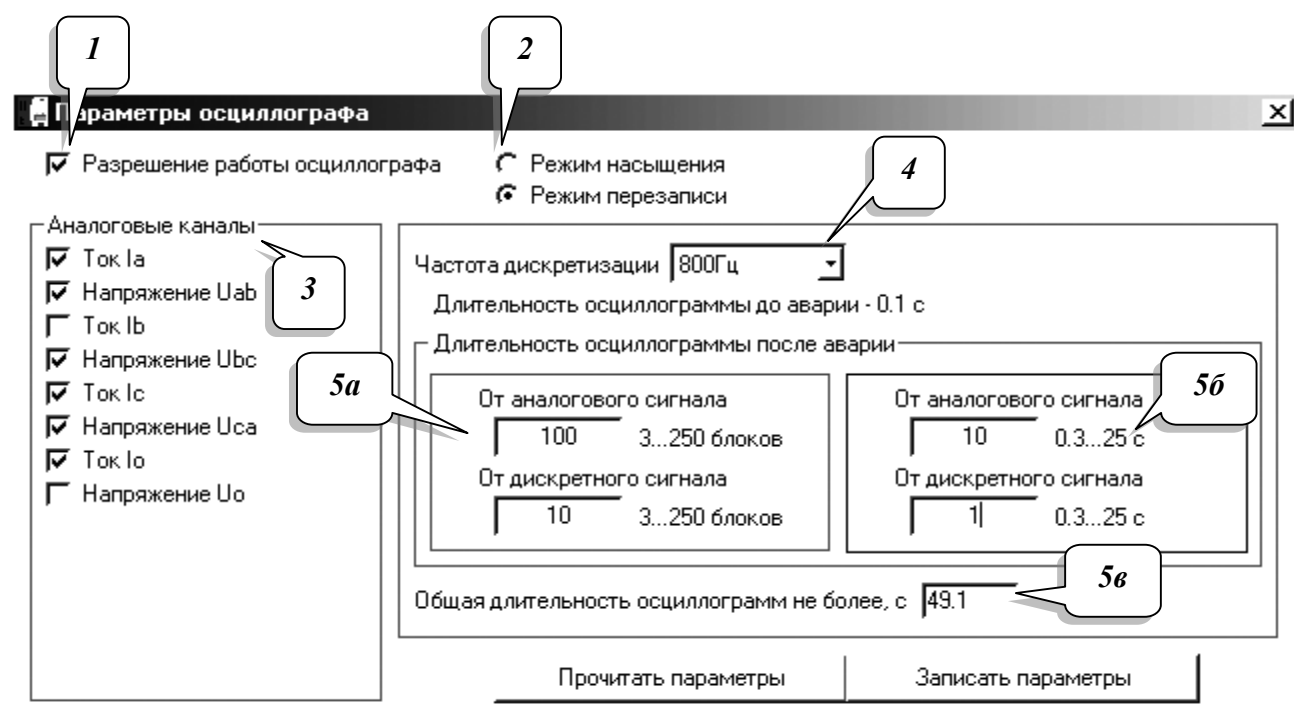 1
2
Параметры осциллографа
Разрешение работы осциллографа
Режим насыщения
Режим перезаписи
4
Аналоговые каналы
Ток Ia
Напряжение Uab
Ток Ib
Напряжение Ubc
Ток Ic
Напряжение Uca
Ток Io
Напряжение Uo
3
Частота дискретизации 800Гц
Длительность осциллограммы до аварии - 0.1 с
Длительность осциллограммы после аварии
5а
От аналогового сигнала
100 3...250 блоков
От дискретного сигнала
10 3...250 блоков
5б
От аналогового сигнала
10 0.3...25 с
От дискретного сигнала
1 0.3...25 с
5в
Общая длительность осциллограмм не более, с 49.1
Прочитать параметры
Записать параметры